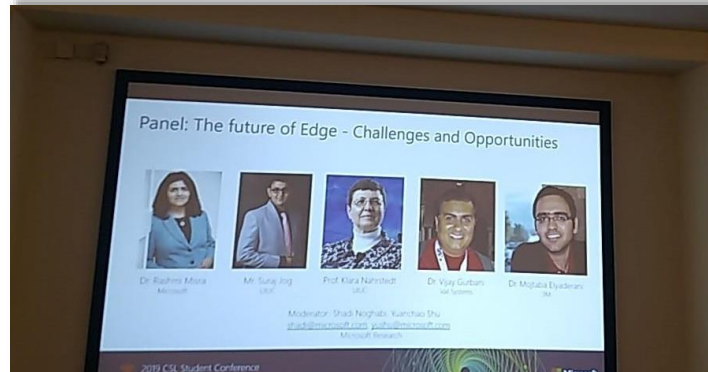 Panel: The future of Edge - Challenges and Opportunities
Dr. Rashmi Misra
Microsoft
Mr. Suraj Jog
UIUC
Prof. Klara Nahrstedt
UIUC
Dr. Vijay Gurbani
Vail Systems
Dr. Mojtaba Elyaderani
3M
Moderator: Shadi Noghabi, Yuanchao Shu
shadi@microsoft.com, yushu@microsoft.com
Microsoft Research
2019 CSL Student Conference
Microsoft